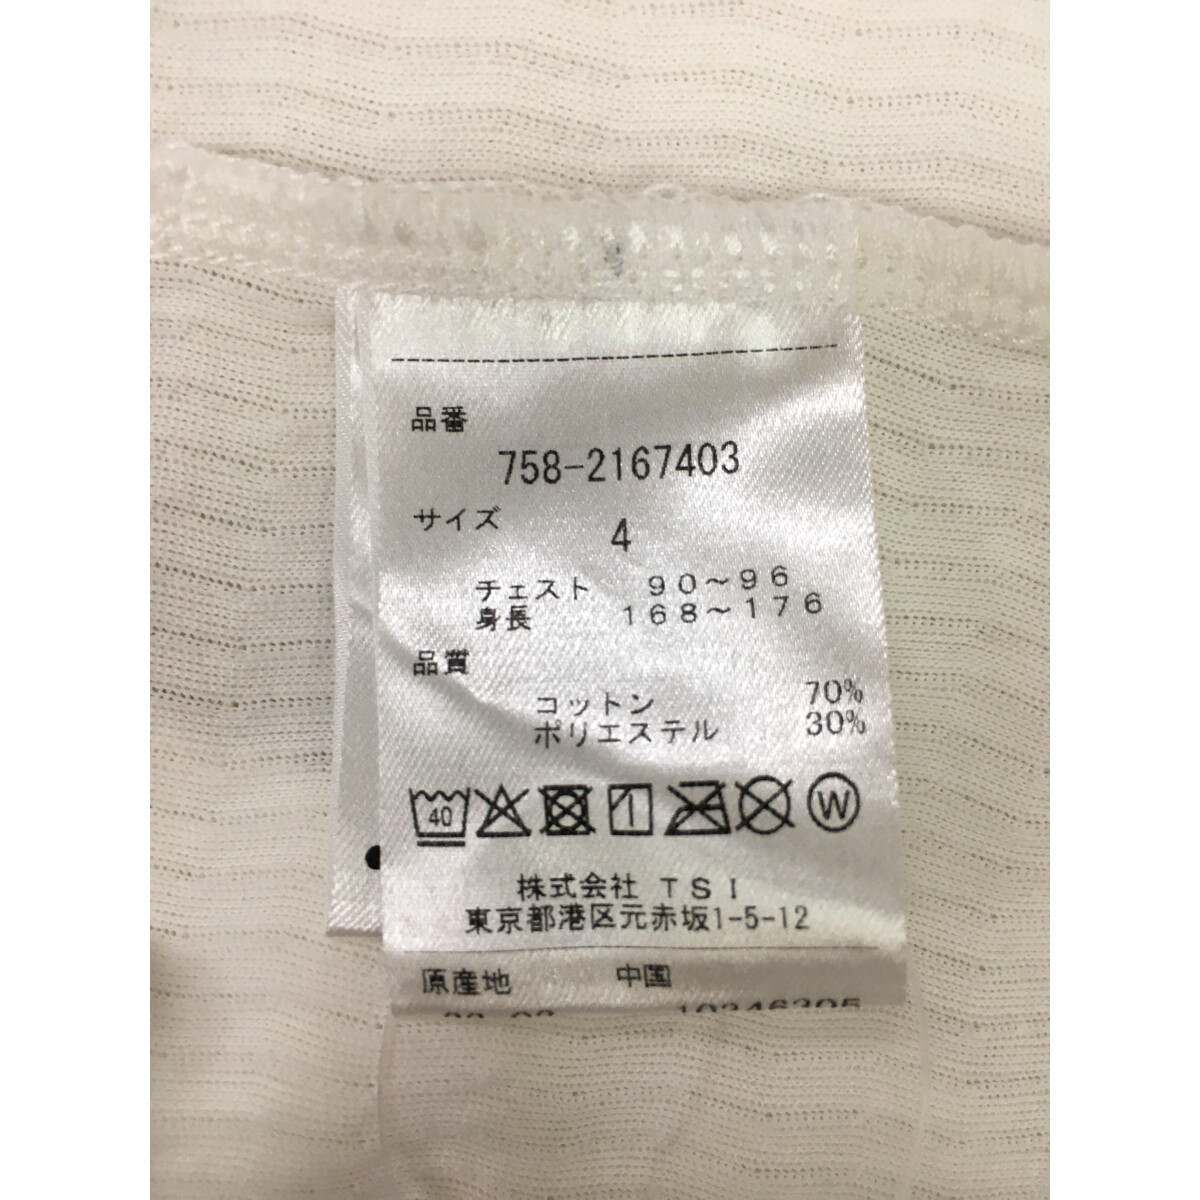 品番
758-2167403
サイズ 4
チェスト 90~96
身長 168~176
品質
コットン 70%
ポリエステル 30%
40 1 W
株式会社 TSI
東京都港区元赤坂1-5-12
原産地 中国